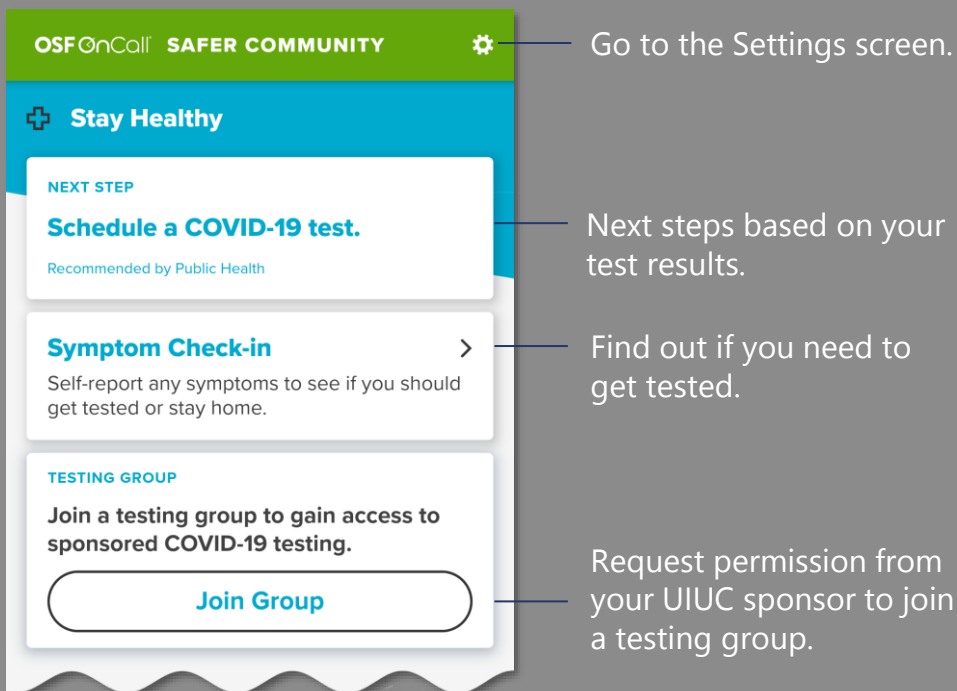 OSF OnCall SAFER COMMUNITY
Go to the Settings screen.
Stay Healthy
NEXT STEP
Schedule a COVID-19 test.
Recommended by Public Health
Next steps based on your
test results.
Symptom Check-in
Self-report any symptoms to see if you should
get tested or stay home.
Find out if you need to
get tested.
TESTING GROUP
Join a testing group to gain access to
sponsored COVID-19 testing.
Join Group
Request permission from
your UIUC sponsor to join
a testing group.